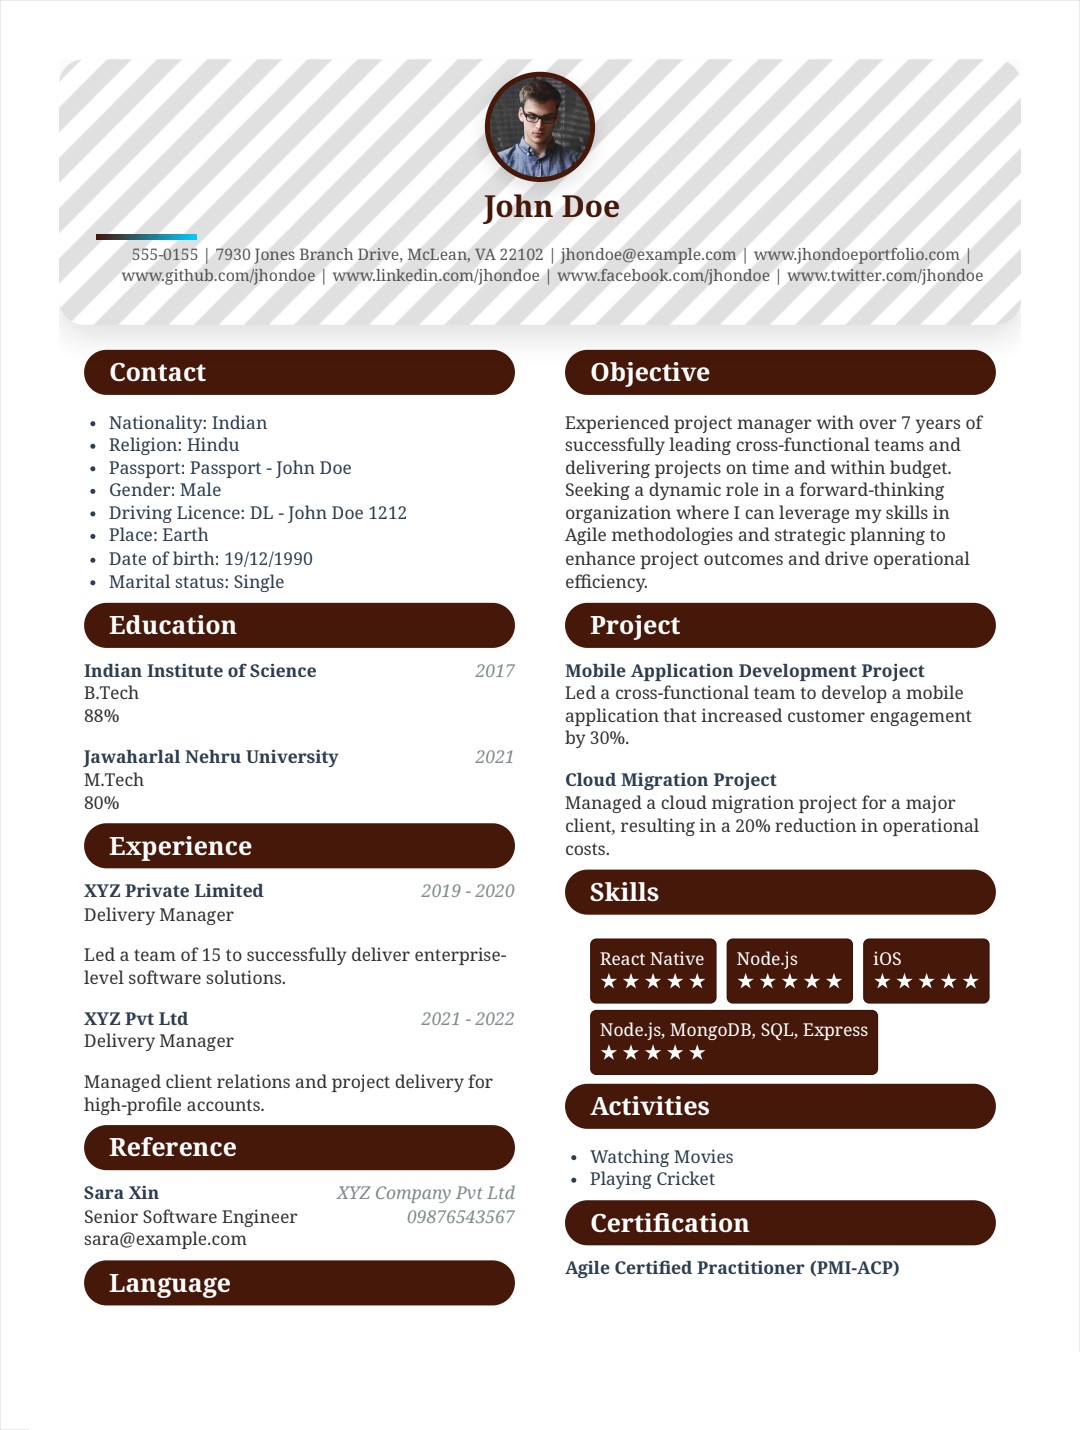 John Doe
555-0155 | 7930 Jones Branch Drive, McLean, VA 22102 | jhondoe@example.com | www.jhondoeportfolio.com |
www.github.com/jhondoe | www.linkedin.com/jhondoe | www.facebook.com/jhondoe | www.twitter.com/jhondoe
Contact
• Nationality: Indian
• Religion: Hindu
• Passport: Passport - John Doe
• Gender: Male
• Driving Licence: DL - John Doe 1212
• Place: Earth
• Date of birth: 19/12/1990
• Marital status: Single
Education
Indian Institute of Science 2017
B.Tech
88%
Jawaharlal Nehru University 2021
M.Tech
80%
Experience
XYZ Private Limited 2019 - 2020
Delivery Manager
Led a team of 15 to successfully deliver enterprise-
level software solutions.
XYZ Pvt Ltd 2021 - 2022
Delivery Manager
Managed client relations and project delivery for
high-profile accounts.
Reference
Sara Xin XYZ Company Pvt Ltd
Senior Software Engineer 09876543567
sara@example.com
Language
Objective
Experienced project manager with over 7 years of
successfully leading cross-functional teams and
delivering projects on time and within budget.
Seeking a dynamic role in a forward-thinking
organization where I can leverage my skills in
Agile methodologies and strategic planning to
enhance project outcomes and drive operational
efficiency.
Project
Mobile Application Development Project
Led a cross-functional team to develop a mobile
application that increased customer engagement
by 30%.
Cloud Migration Project
Managed a cloud migration project for a major
client, resulting in a 20% reduction in operational
costs.
Skills
React Native Node.js iOS
★★★★★ ★★★★★ ★★★★★
Node.js, MongoDB, SQL, Express
★★★★★
Activities
• Watching Movies
• Playing Cricket
Certification
Agile Certified Practitioner (PMI-ACP)